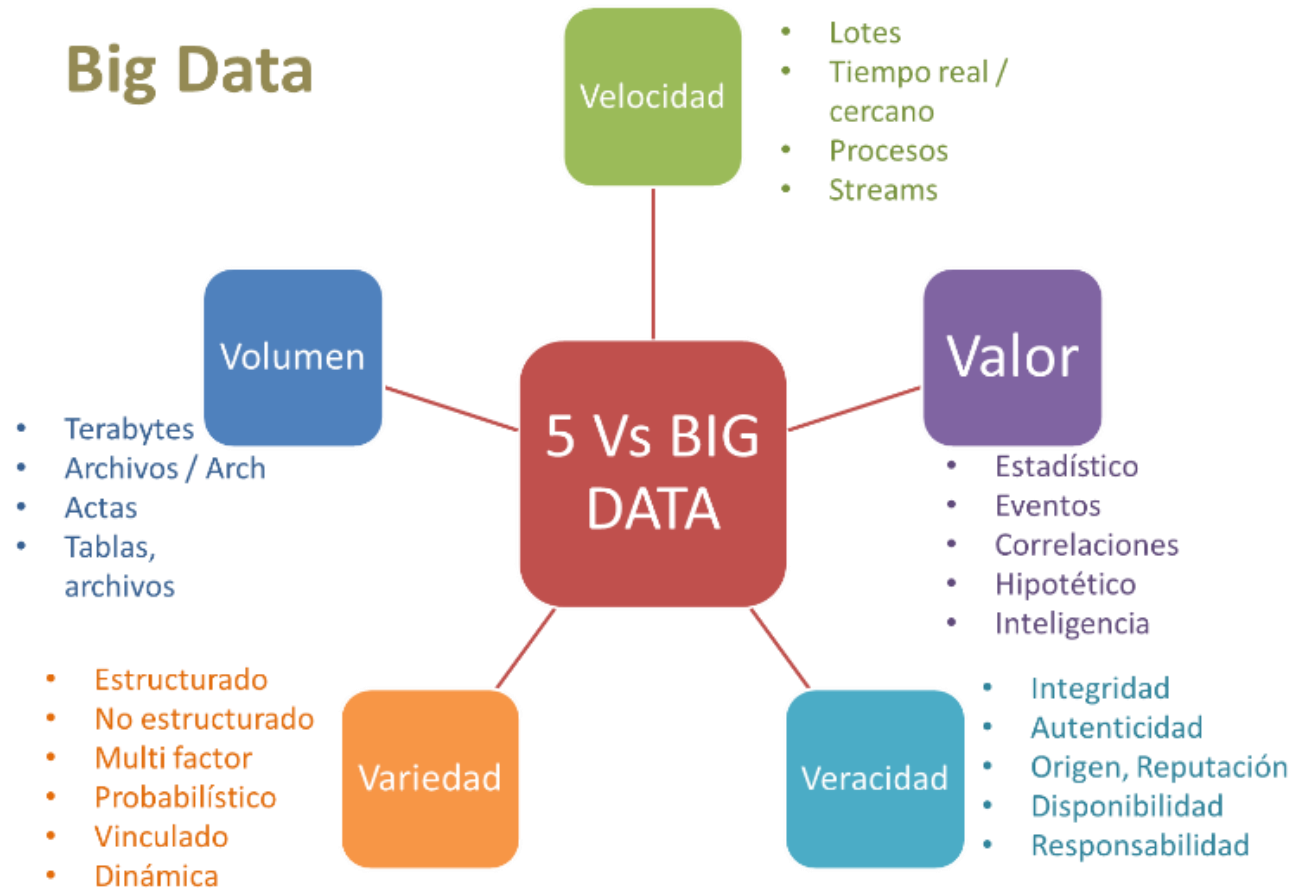 Big Data
Velocidad
• Lotes
• Tiempo real /
cercano
• Procesos
• Streams
Volumen
• Terabytes
• Archivos / Arch
• Actas
• Tablas,
archivos
5 Vs BIG
DATA
Valor
• Estadístico
• Eventos
• Correlaciones
• Hipotético
• Inteligencia
• Estructurado
• No estructurado
• Multi factor
• Probabilístico
• Vinculado
• Dinámica
Variedad
Veracidad
• Integridad
• Autenticidad
• Origen, Reputación
• Disponibilidad
• Responsabilidad